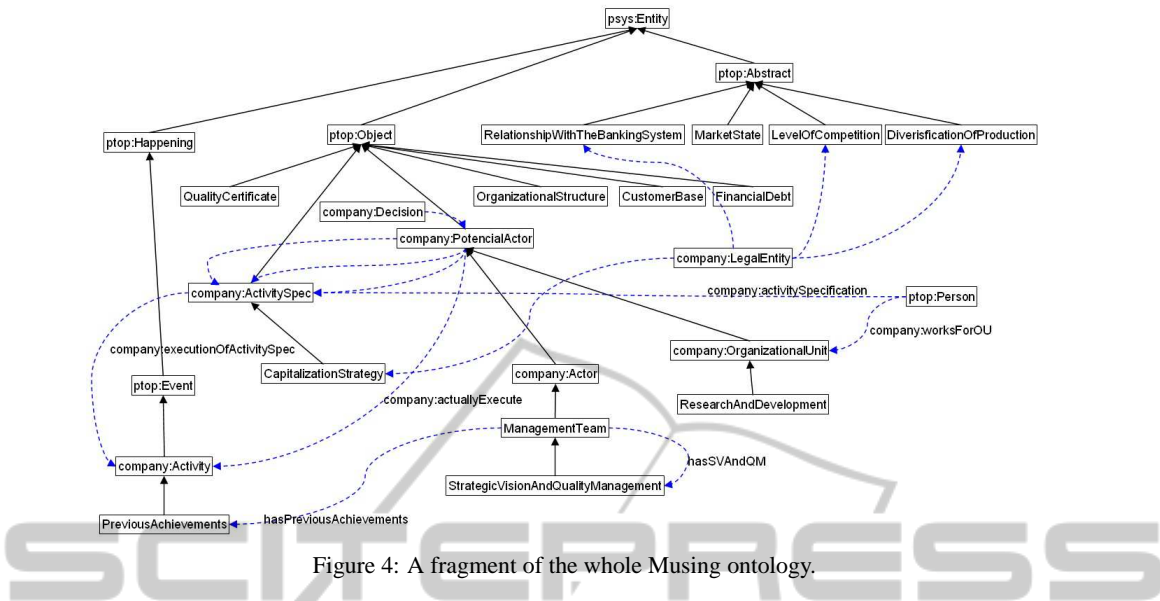 psys:Entity
ptop:Abstract
ptop:Happening
ptop:Object
RelationshipWithTheBankingSystem
MarketState
LevelOfCompetition
DiverisficationOfProduction
QualityCertificate
OrganizationalStructure
CustomerBase
FinancialDebt
company:Decision
company:PotencialActor
company:LegalEntity
company:ActivitySpec
company:activitySpecification
ptop:Person
company:worksForOU
company:executionOfActivitySpec
company:OrganizationalUnit
CapitalizationStrategy
company:Actor
ptop:Event
company:actuallyExecute
ResearchAndDevelopment
ManagementTeam
hasSVAndQM
company:Activity
StrategicVisionAndQualityManagement
PreviousAchievements
hasPreviousAchievements
SCITEPRESS
Figure 4: A fragment of the whole Musing ontology.